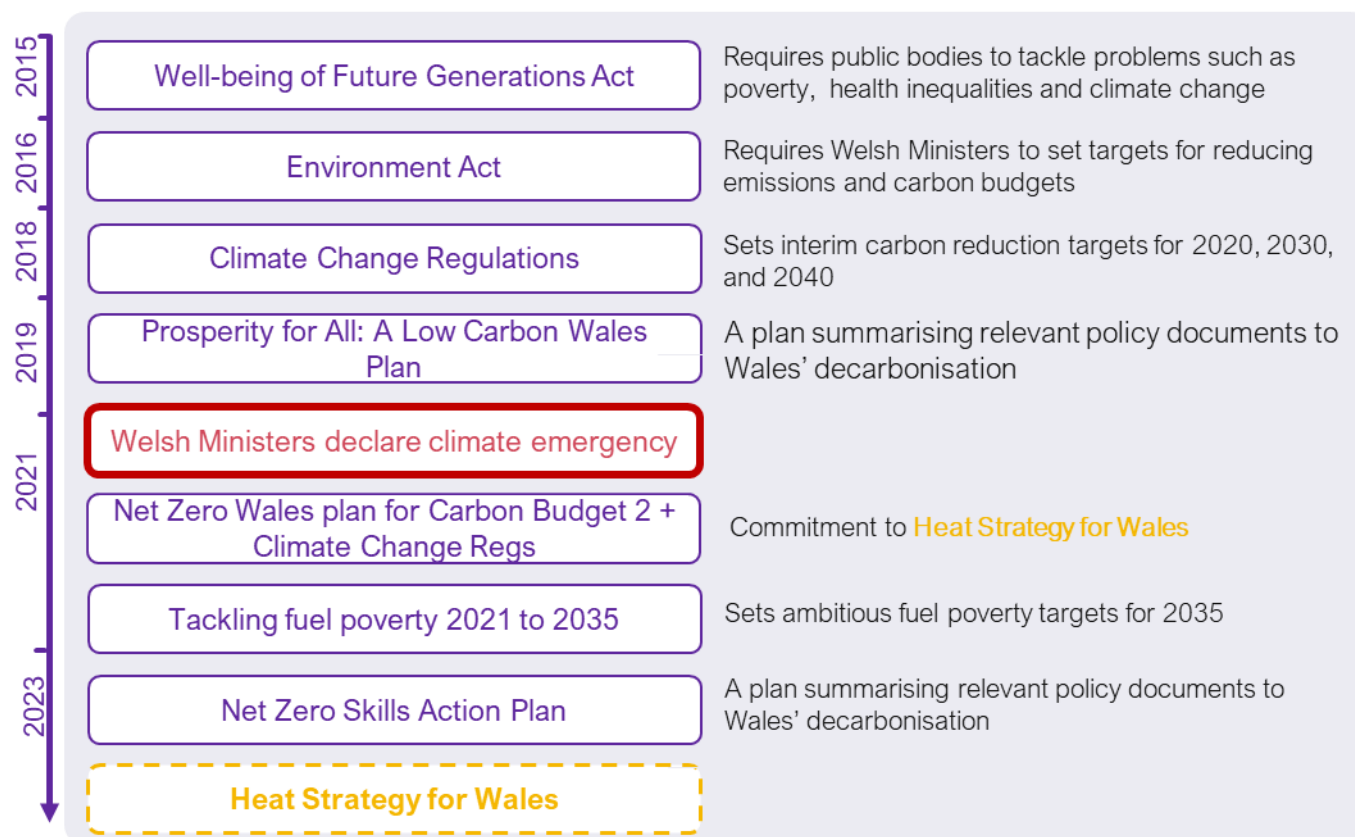 2015
Well-being of Future Generations Act
Requires public bodies to tackle problems such as
poverty, health inequalities and climate change
2016
Environment Act
Requires Welsh Ministers to set targets for reducing
emissions and carbon budgets
2018
Climate Change Regulations
Sets interim carbon reduction targets for 2020, 2030,
and 2040
2019
Prosperity for All: A Low Carbon Wales
Plan
A plan summarising relevant policy documents to
Wales’ decarbonisation
2021
Welsh Ministers declare climate emergency
Net Zero Wales plan for Carbon Budget 2 +
Climate Change Regs
Commitment to Heat Strategy for Wales
Tackling fuel poverty 2021 to 2035
Sets ambitious fuel poverty targets for 2035
2023
Net Zero Skills Action Plan
A plan summarising relevant policy documents to
Wales’ decarbonisation
Heat Strategy for Wales